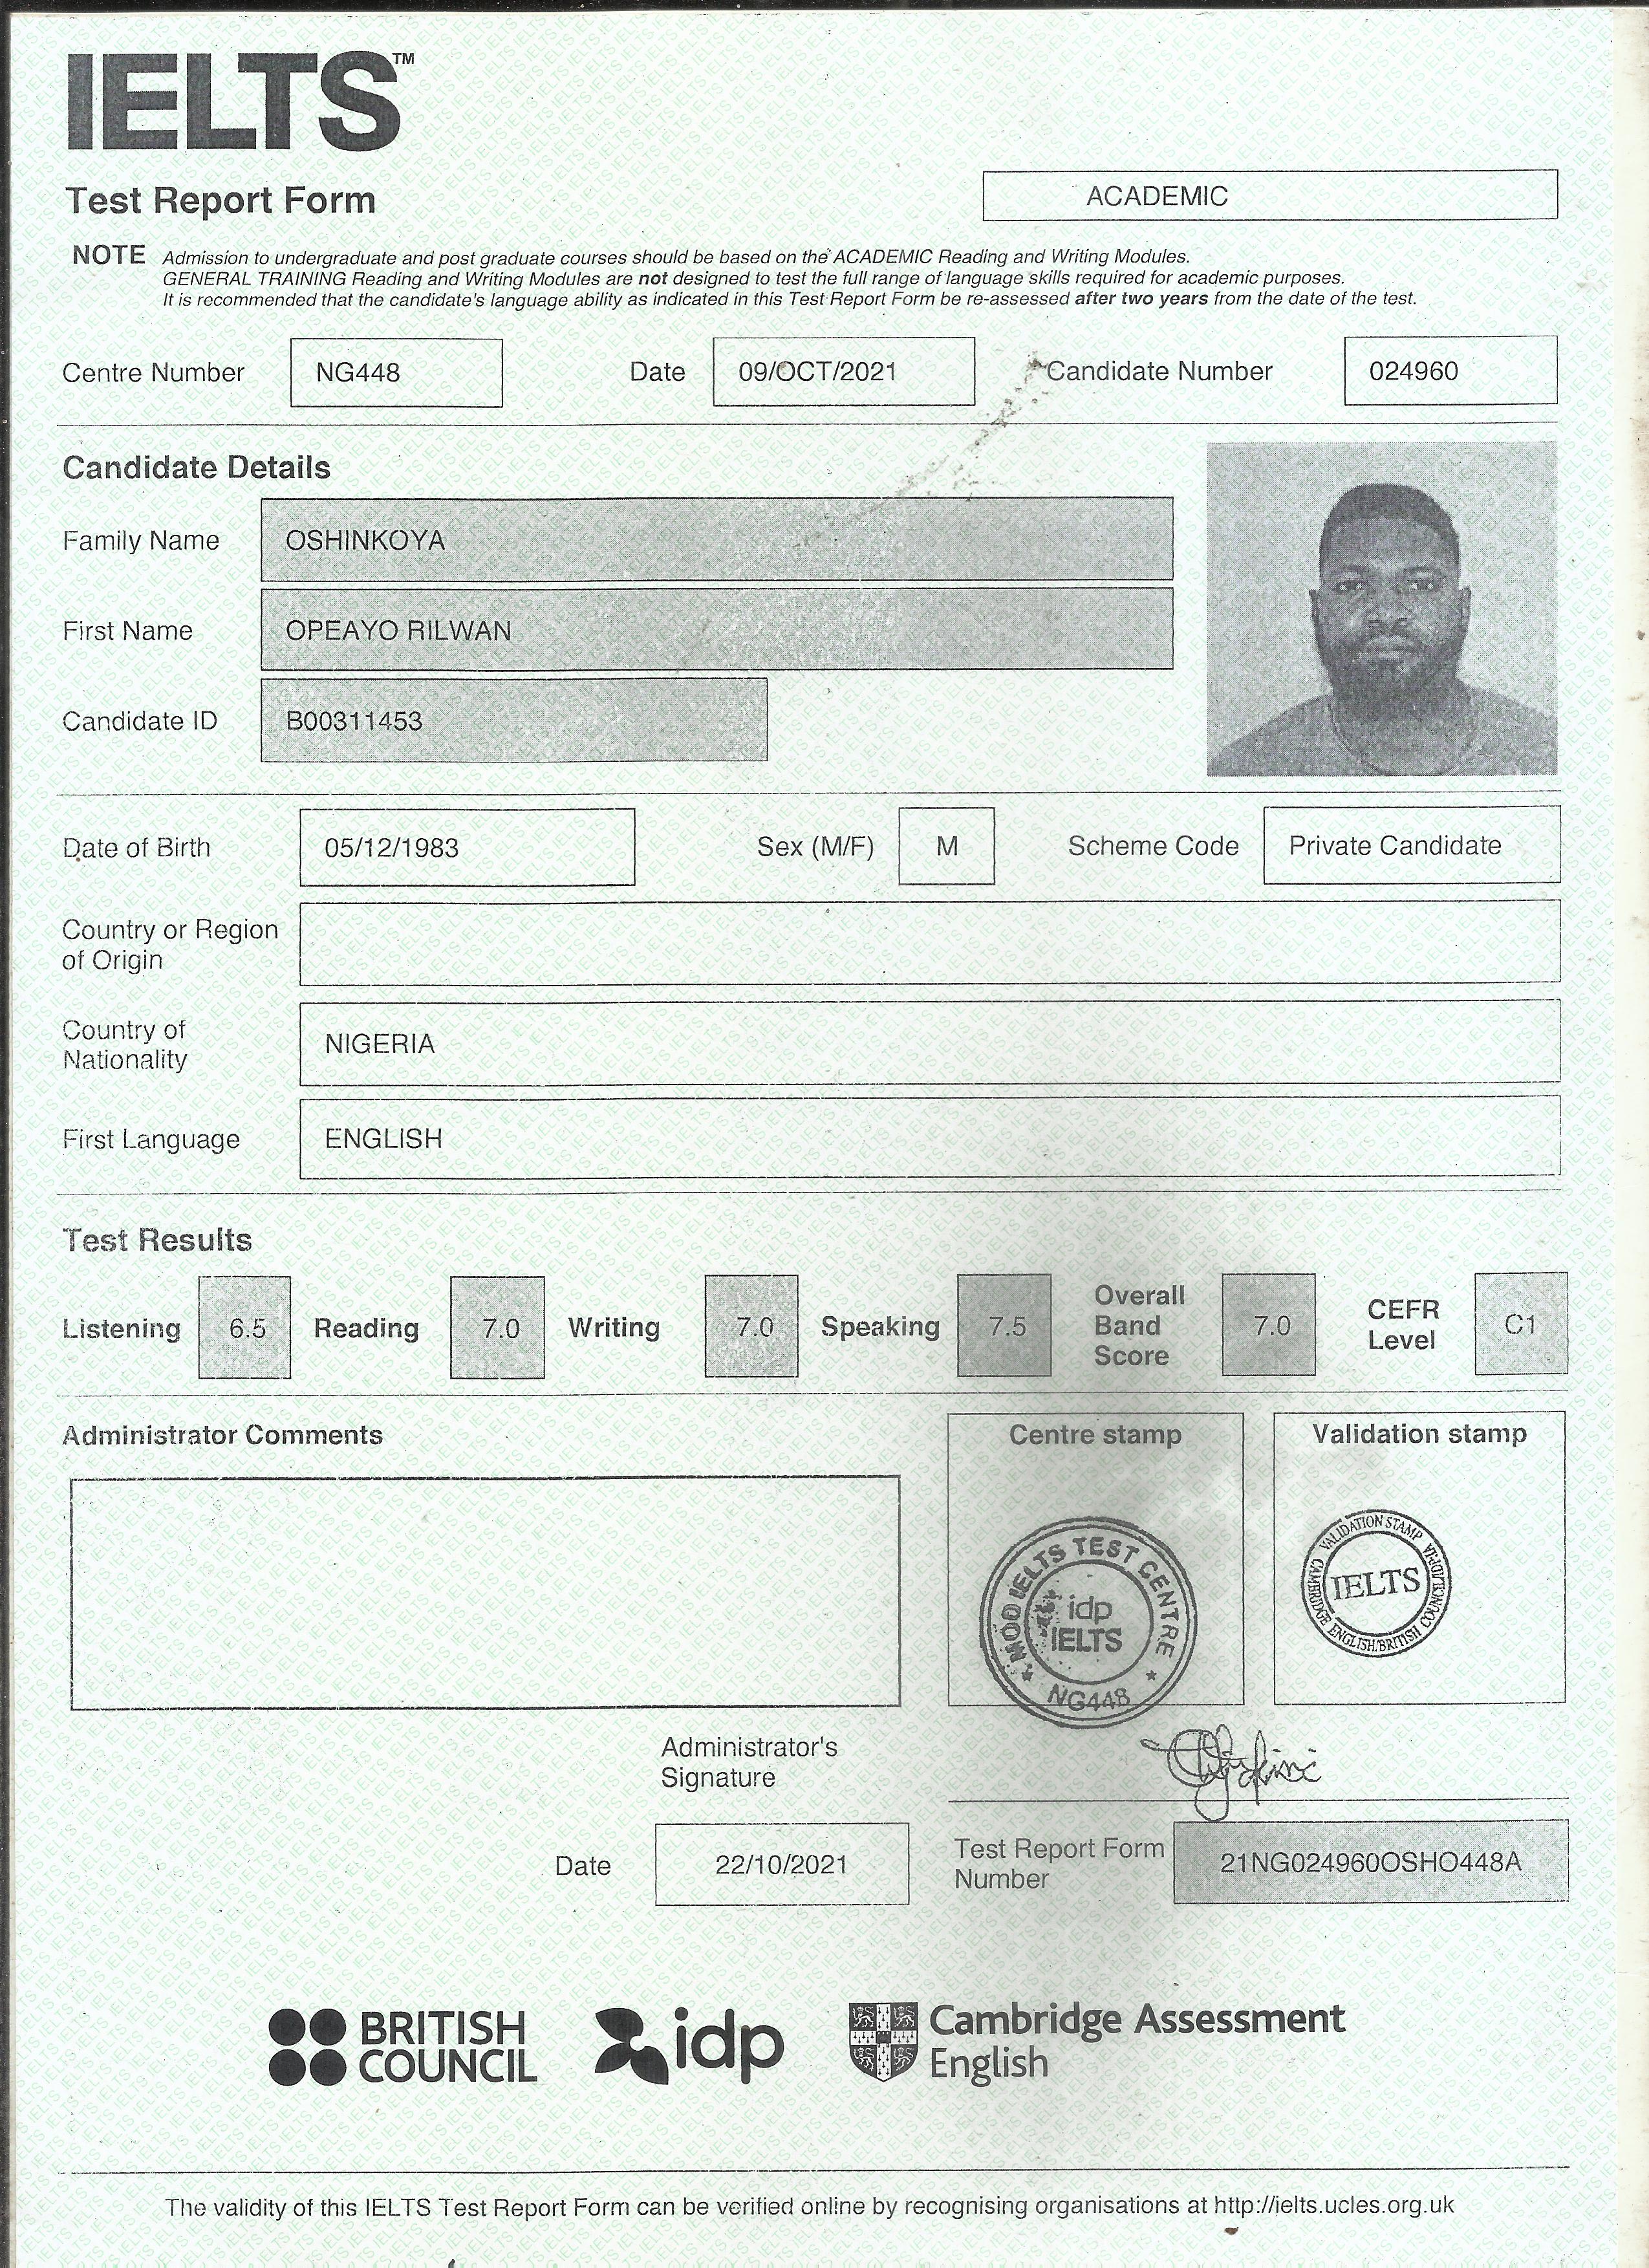 IELTS™
Test Report Form
ACADEMIC
NOTE Admission to undergraduate and post graduate courses should be based on the ACADEMIC Reading and Writing Modules.
GENERAL TRAINING Reading and Writing Modules are not designed to test the full range of language skills required for academic purposes.
It is recommended that the candidate's language ability as indicated in this Test Report Form be re-assessed after two years from the date of the test.
Centre Number NG448 Date 09/OCT/2021 Candidate Number 024960
Candidate Details
Family Name OSHINKOYA
First Name OPEAYO RILWAN
Candidate ID B00311453
Date of Birth 05/12/1983 Sex (M/F) M Scheme Code Private Candidate
Country or Region
of Origin
Country of
Nationality
NIGERIA
First Language ENGLISH
Test Results
Listening 6.5 Reading 7.0 Writing 7.0 Speaking 7.5 Overall Band Score 7.0 CEFR Level C1
Administrator Comments
Centre stamp
Validation stamp
MOD IELTS TEST CENTRE
idp
IELTS
NG448
VALIDATION STAMP
IELTS
CAMBRIDGE ENGLISH/BRITISH COUNCIL/IDP:IA
Administrator's
Signature
Date 22/10/2021
Test Report Form
Number
21NG024960OSHO448A
BRITISH
COUNCIL
idp
Cambridge Assessment
English
The validity of this IELTS Test Report Form can be verified online by recognising organisations at http://ielts.ucles.org.uk